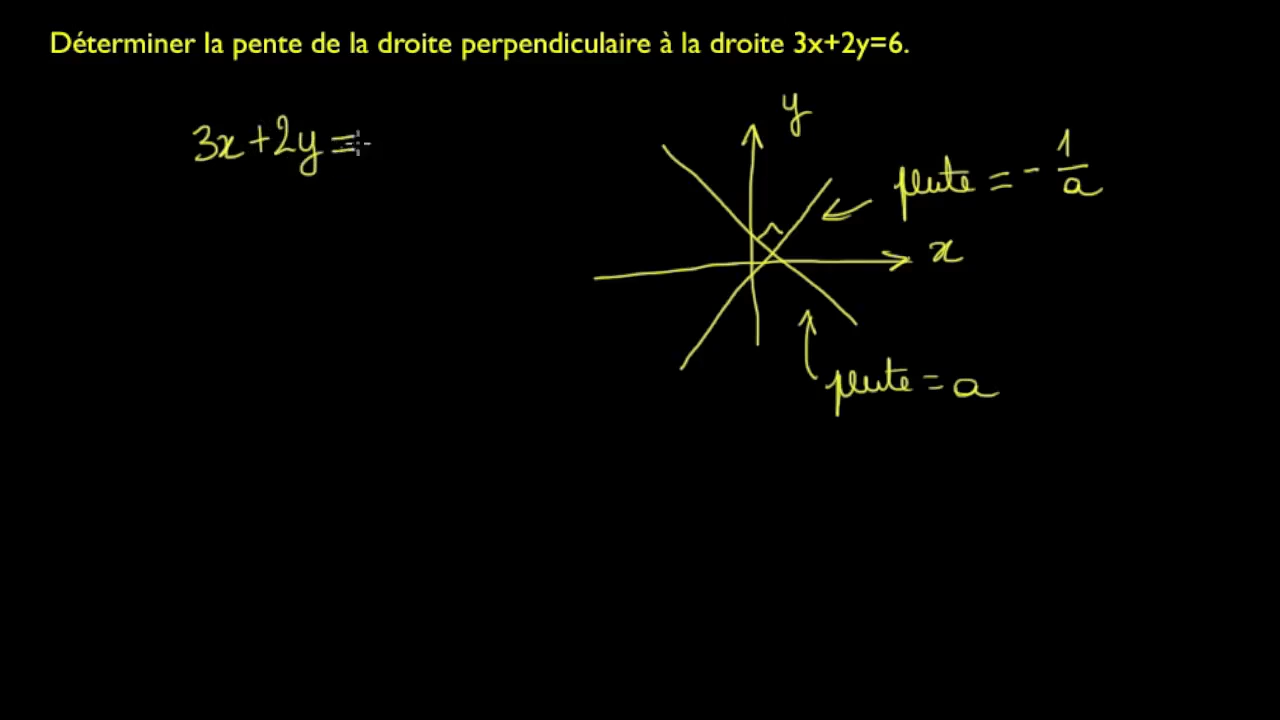 Déterminer la pente de la droite perpendiculaire à la droite 3x+2y=6.
3x+2y=
y
pente = - 1/a
x
pente = a